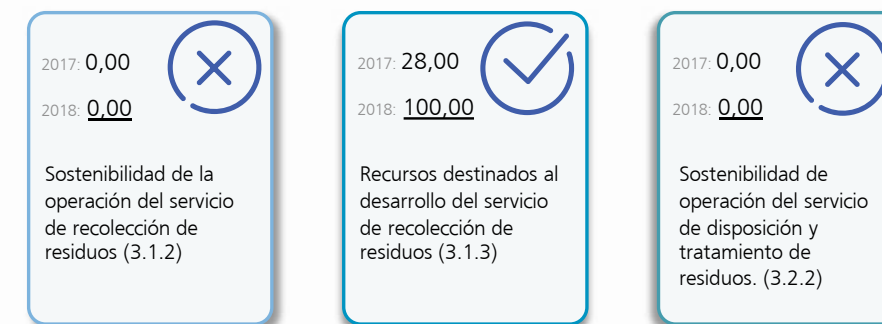 2017: 0,00
2018: 0,00
Sostenibilidad de la
operación del servicio
de recolección de
residuos (3.1.2)
2017: 28,00
2018: 100,00
Recursos destinados al
desarrollo del servicio
de recolección de
residuos (3.1.3)
2017: 0,00
2018: 0,00
Sostenibilidad de
operación del servicio
de disposición y
tratamiento de
residuos. (3.2.2)